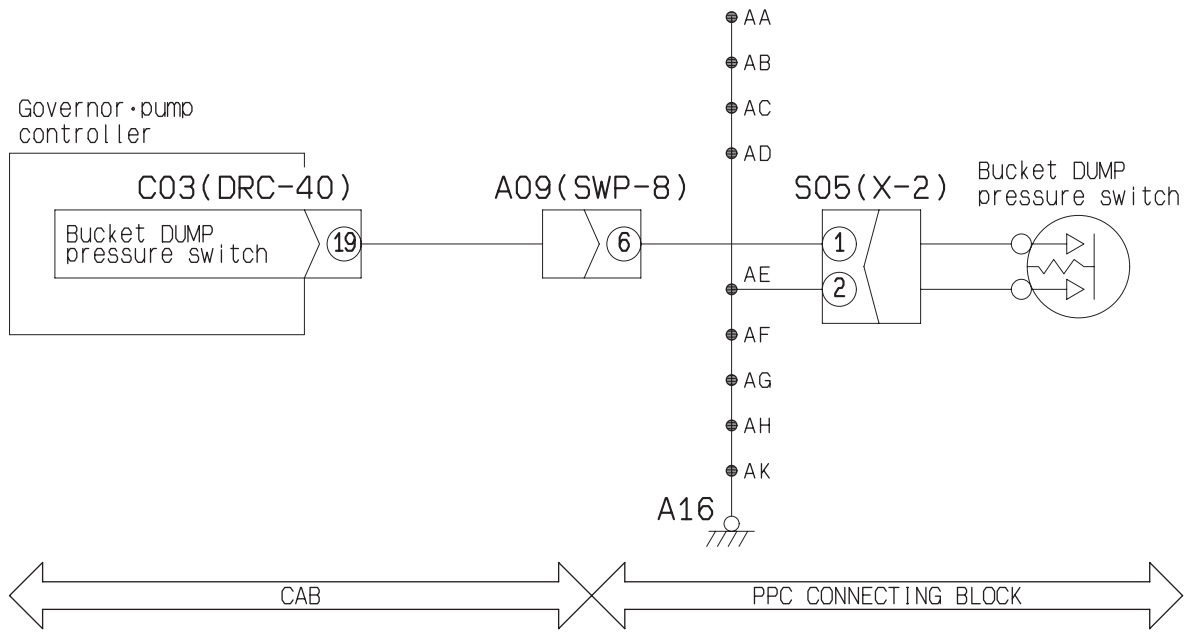 AA
AB
AC
AD
Governor・pump
controller
C03(DRC-40)
A09(SWP-8)
S05(X-2)
Bucket DUMP
pressure switch
Bucket DUMP
pressure switch
19
6
1
AE
2
AF
AG
AH
AK
A16
CAB
PPC CONNECTING BLOCK